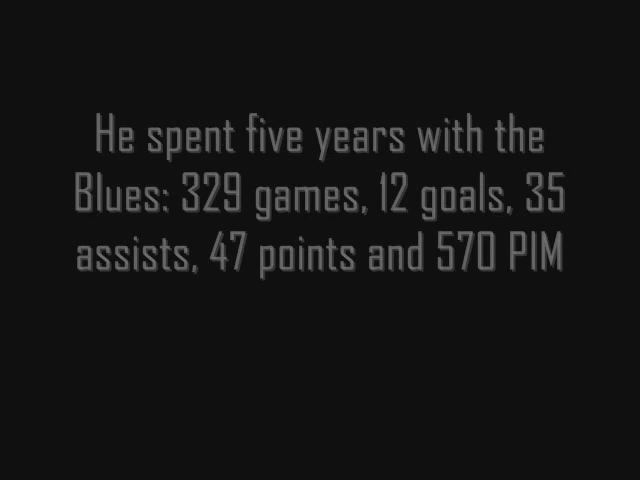 He spent five years with the
Blues: 329 games, 12 goals, 35
assists, 47 points and 570 PIM